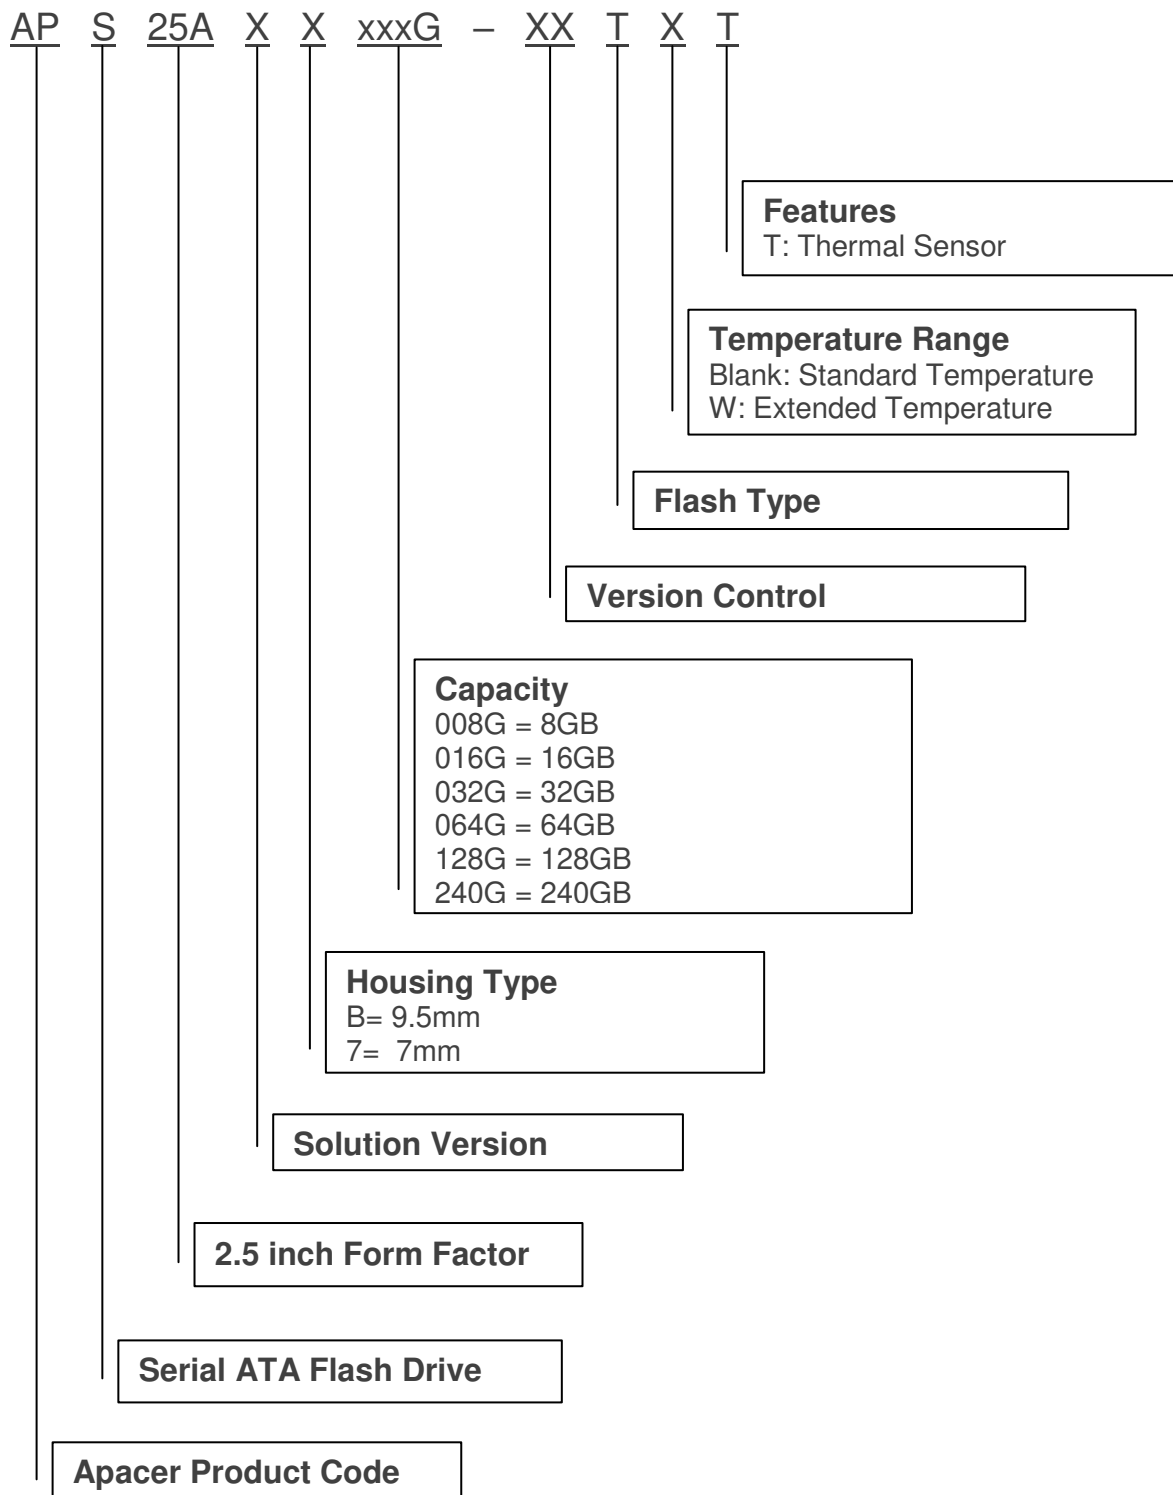 AP S 25A X X xxxG – XX T X T
Features
T: Thermal Sensor
Temperature Range
Blank: Standard Temperature
W: Extended Temperature
Flash Type
Version Control
Capacity
008G = 8GB
016G = 16GB
032G = 32GB
064G = 64GB
128G = 128GB
240G = 240GB
Housing Type
B= 9.5mm
7= 7mm
Solution Version
2.5 inch Form Factor
Serial ATA Flash Drive
Apacer Product Code